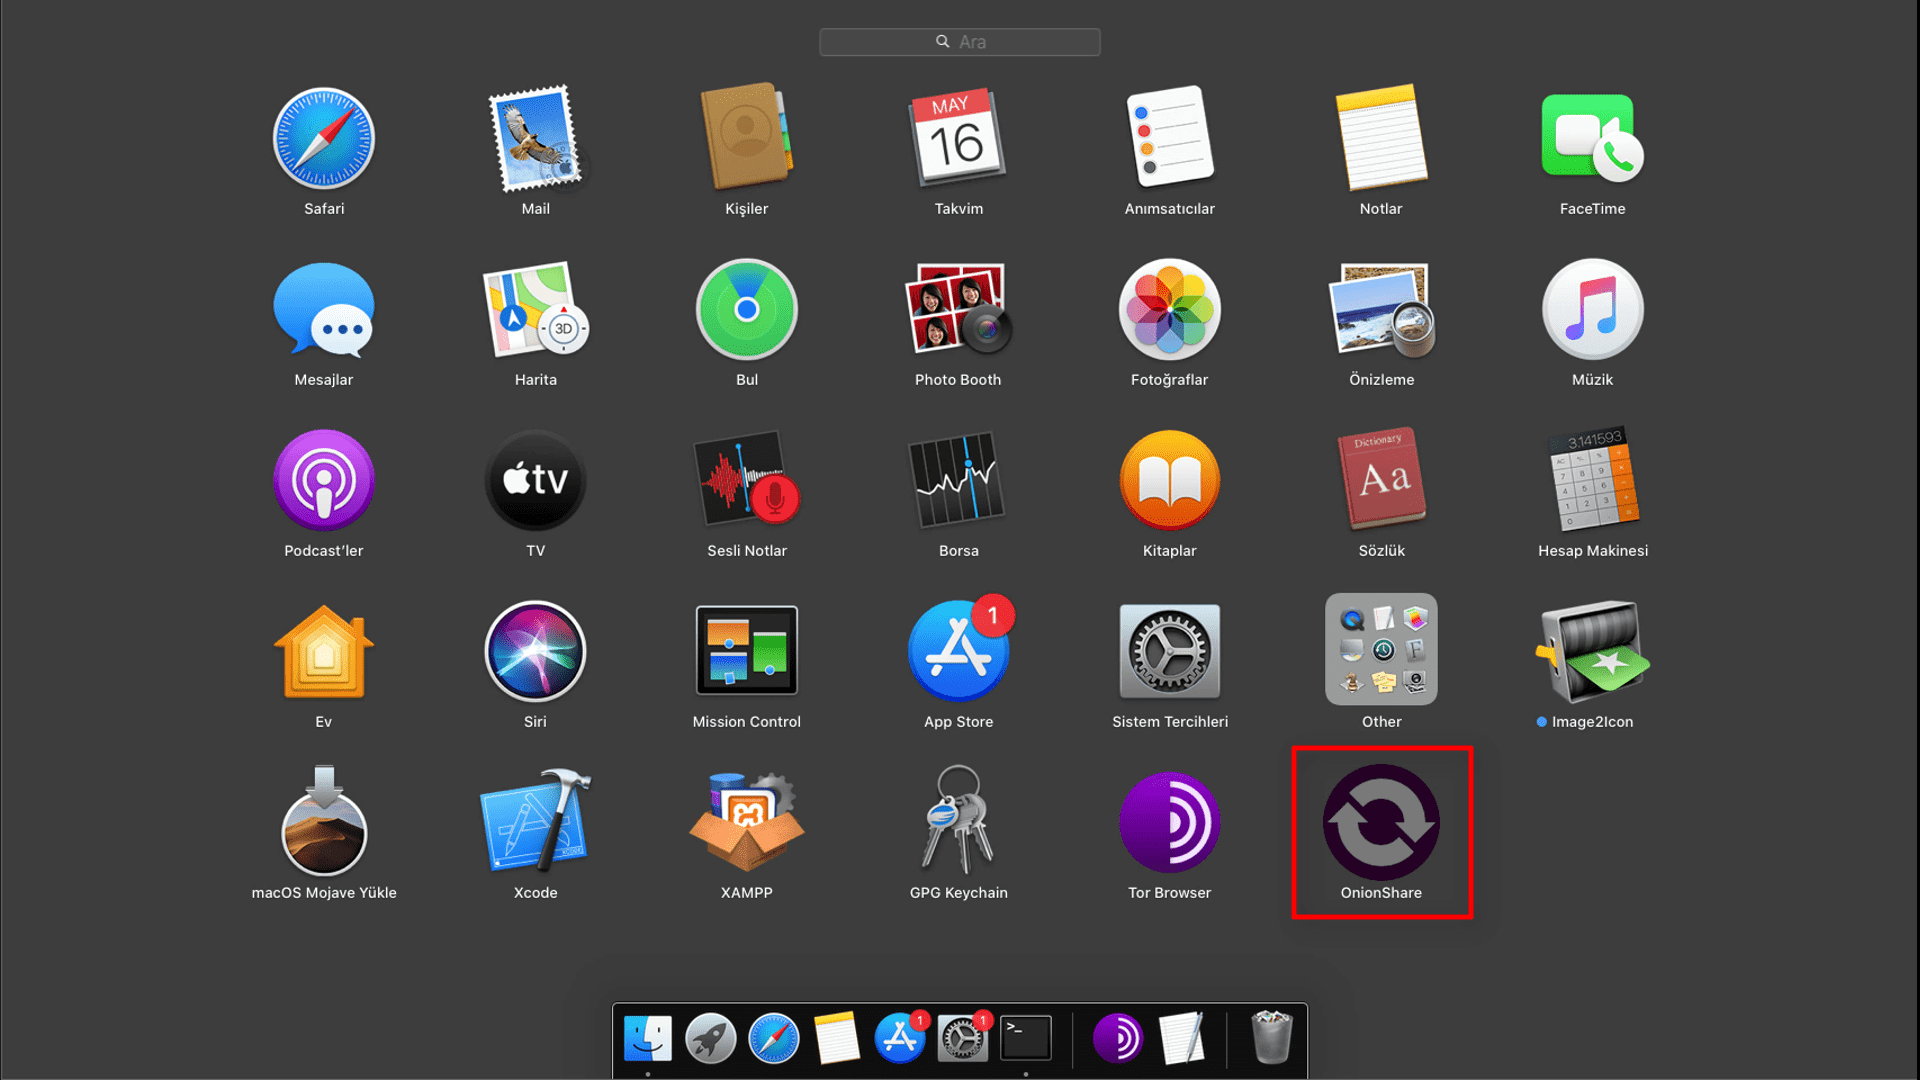 Ara
MAY
16
Safari
Mail
Kişiler
Takvim
Anımsatıcılar
Notlar
FaceTime
3D
Mesajlar
Harita
Bul
Photo Booth
Fotoğraflar
Önizleme
Müzik
tv
Dictionary
Aa
3.141593
Podcast’ler
TV
Sesli Notlar
Borsa
Kitaplar
Sözlük
Hesap Makinesi
1
Ev
Siri
Mission Control
App Store
Sistem Tercihleri
Other
Image2Icon
macOS Mojave Yükle
Xcode
XAMPP
GPG Keychain
Tor Browser
OnionShare
1
1
>_